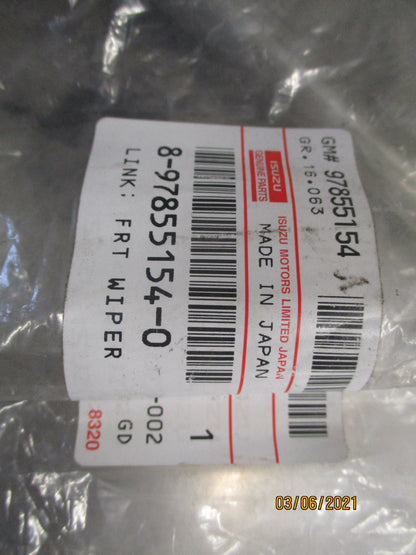 GM# 97855154
GR.16.063
ISUZU
GENUINE PARTS
ISUZU MOTORS LIMITED JAPAN
MADE IN JAPAN
8-97855154-0
LINK; FRT WIPER
1
-002
GD
8320
03/06/2021